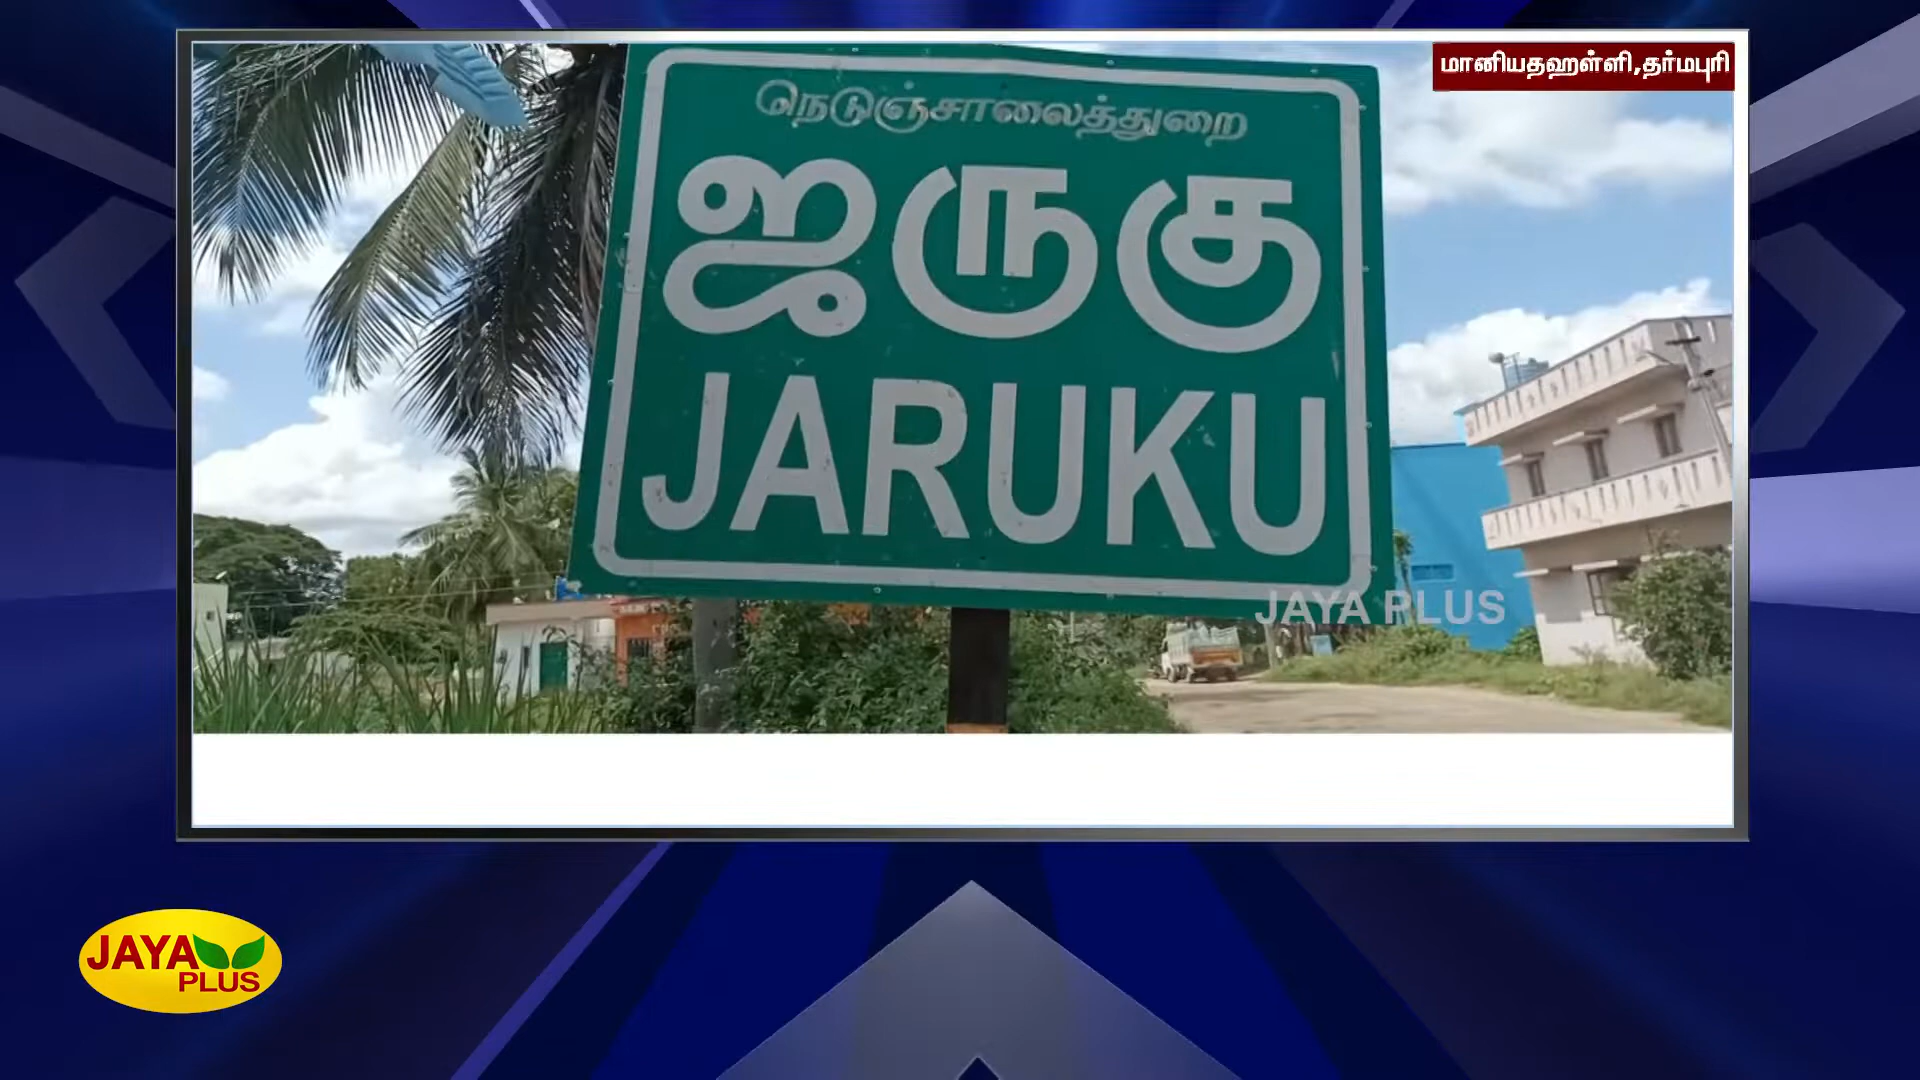 மானியதஹள்ளி,தர்மபுரி
நெடுஞ்சாலைத்துறை
ஜருகு
JARUKU
JAYA PLUS
JAYA
PLUS